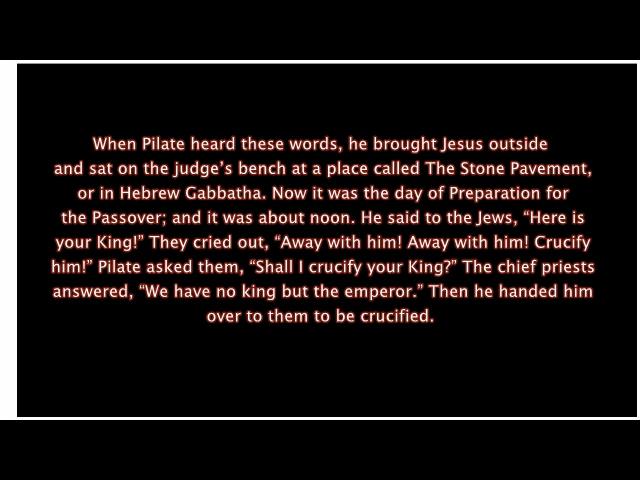 When Pilate heard these words, he brought Jesus outside
and sat on the judge’s bench at a place called The Stone Pavement,
or in Hebrew Gabbatha. Now it was the day of Preparation for
the Passover; and it was about noon. He said to the Jews, “Here is
your King!” They cried out, “Away with him! Away with him! Crucify
him!” Pilate asked them, “Shall I crucify your King?” The chief priests
answered, “We have no king but the emperor.” Then he handed him
over to them to be crucified.